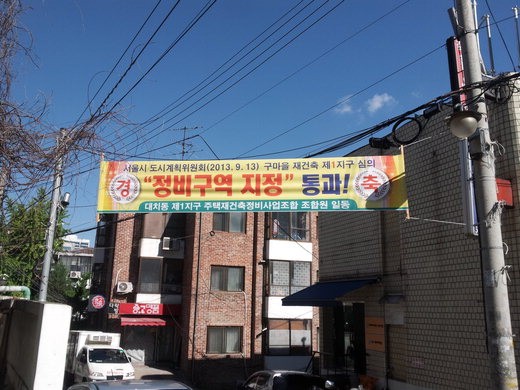 서울시 도시계획위원회(2013. 9. 13) 구마을 재건축 제1지구 심의
경 "정비구역 지정" 통과! 축
대치동 제1지구 주택재건축정비사업조합 조합원 일동